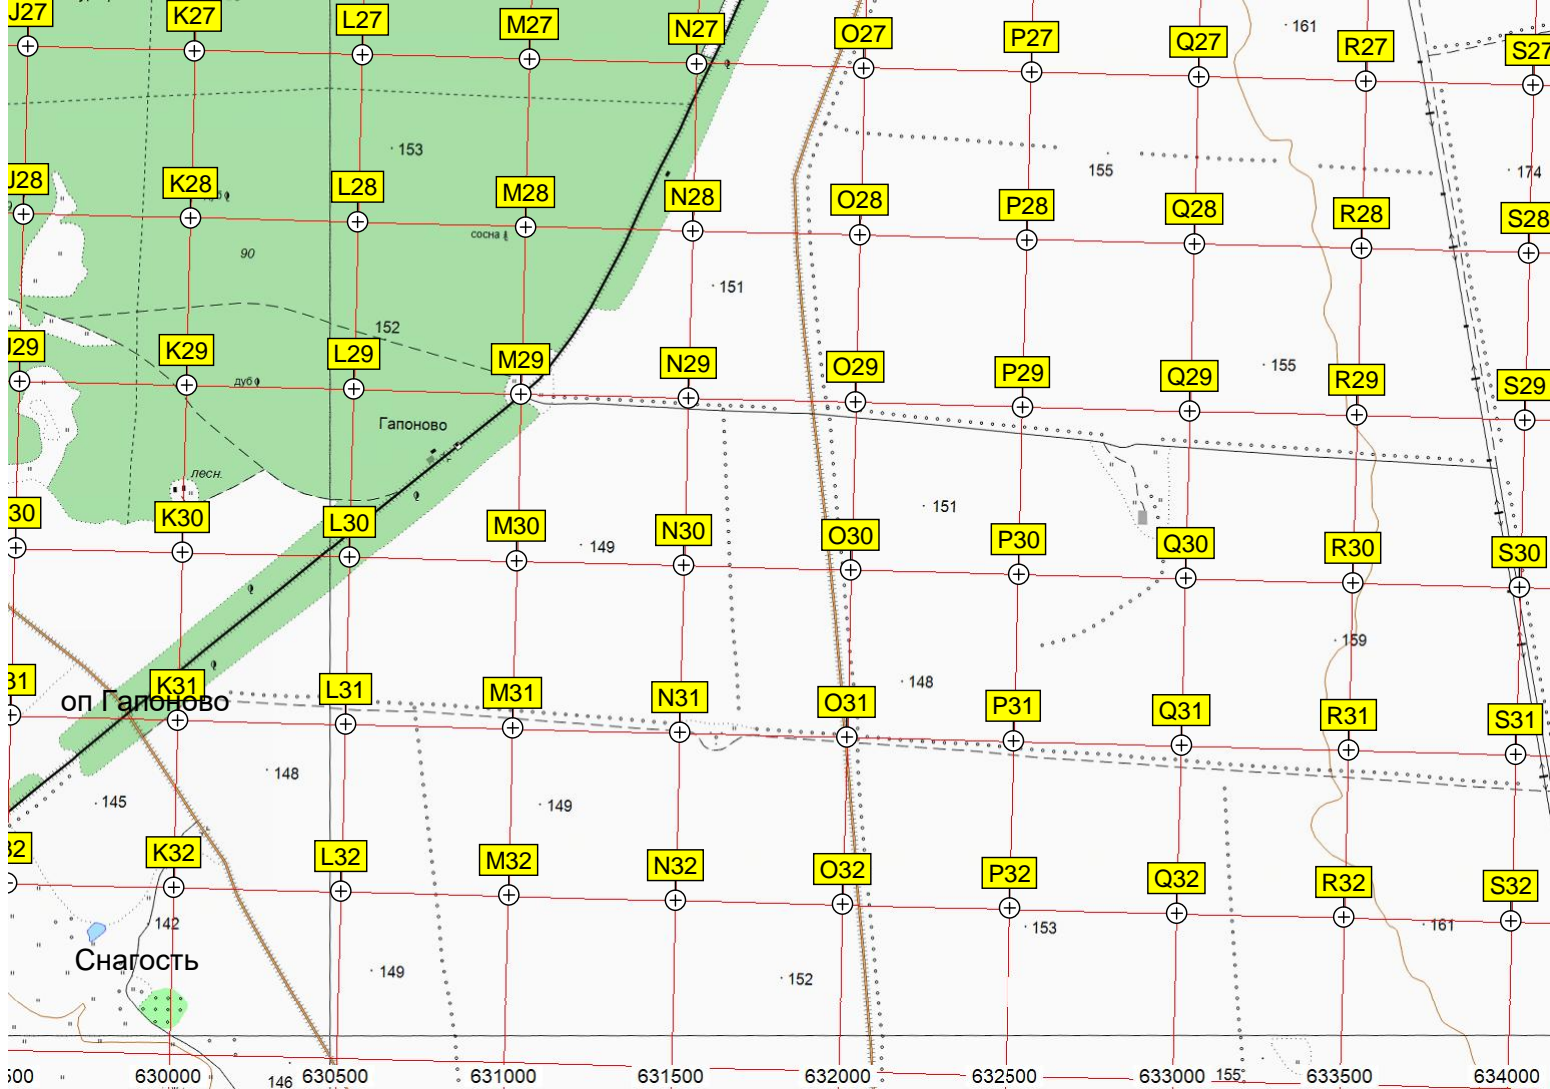 J27 K27 L27 M27 N27 O27 P27 Q27 R27 S27
161
153
155
174
J28 K28 L28 M28 N28 O28 P28 Q28 R28 S28
сосна
90
151
152
155
J29 K29 L29 M29 N29 O29 P29 Q29 R29 S29
дуб
Гапоново
лесн.
151
30 K30 L30 M30 N30 O30 P30 Q30 R30 S30
149
159
148
31 K31 L31 M31 N31 O31 P31 Q31 R31 S31
оп Гапоново
148
145
149
32 K32 L32 M32 N32 O32 P32 Q32 R32 S32
142
153
161
Снагость
149
152
500 630000 630500 631000 631500 632000 632500 633000 155 633500 634000
146